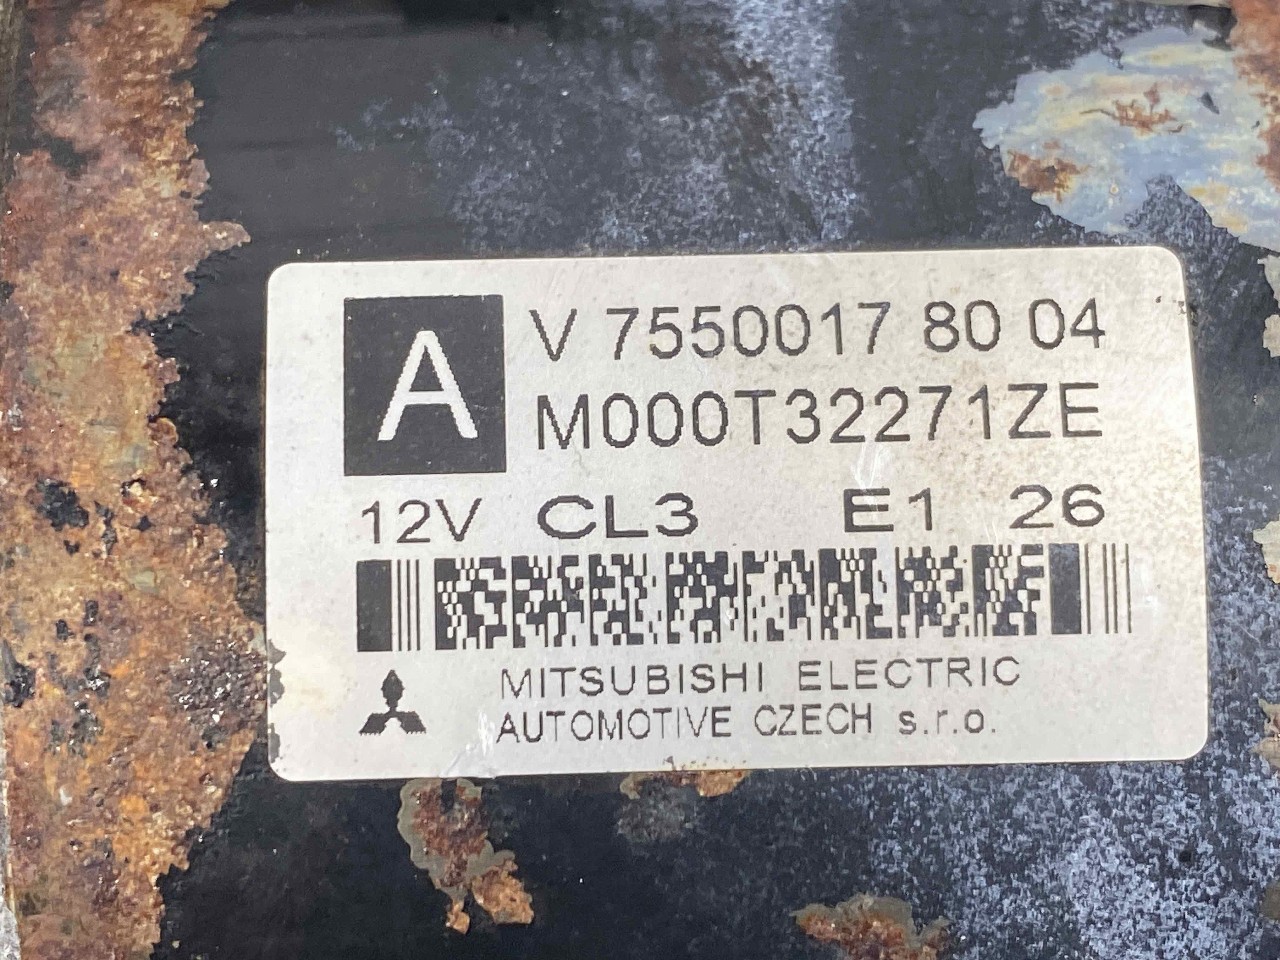 A
V 7550017 80 04
M000T32271ZE
12V CL3 E1 26
MITSUBISHI ELECTRIC
AUTOMOTIVE CZECH s.r.o.